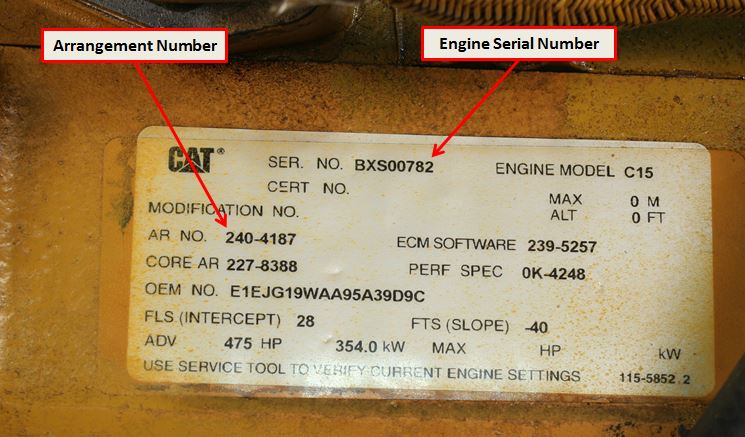 Arrangement Number
Engine Serial Number
CAT® SER. NO. BXS00782 ENGINE MODEL C15
CERT NO. MAX 0 M
MODIFICATION NO. ALT 0 FT
AR NO. 240-4187 ECM SOFTWARE 239-5257
CORE AR 227-8388 PERF SPEC 0K-4248
OEM NO. E1EJG19WAA95A39D9C
FLS (INTERCEPT) 28 FTS (SLOPE) -40
ADV 475 HP 354.0 kW MAX HP kW
USE SERVICE TOOL TO VERIFY CURRENT ENGINE SETTINGS 115-5852 2